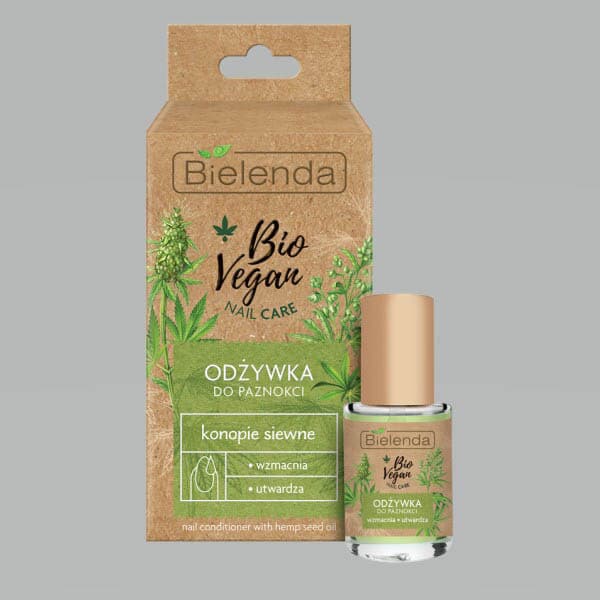 Bielenda
Bio
Vegan
NAIL CARE
ODŻYWKA
DO PAZNOKCI
konopie siewne
• wzmacnia
• utwardza
nail conditioner with hemp seed oil
Bielenda
Bio
Vegan
NAIL CARE
ODŻYWKA
DO PAZNOKCI
wzmacnia • utwardza